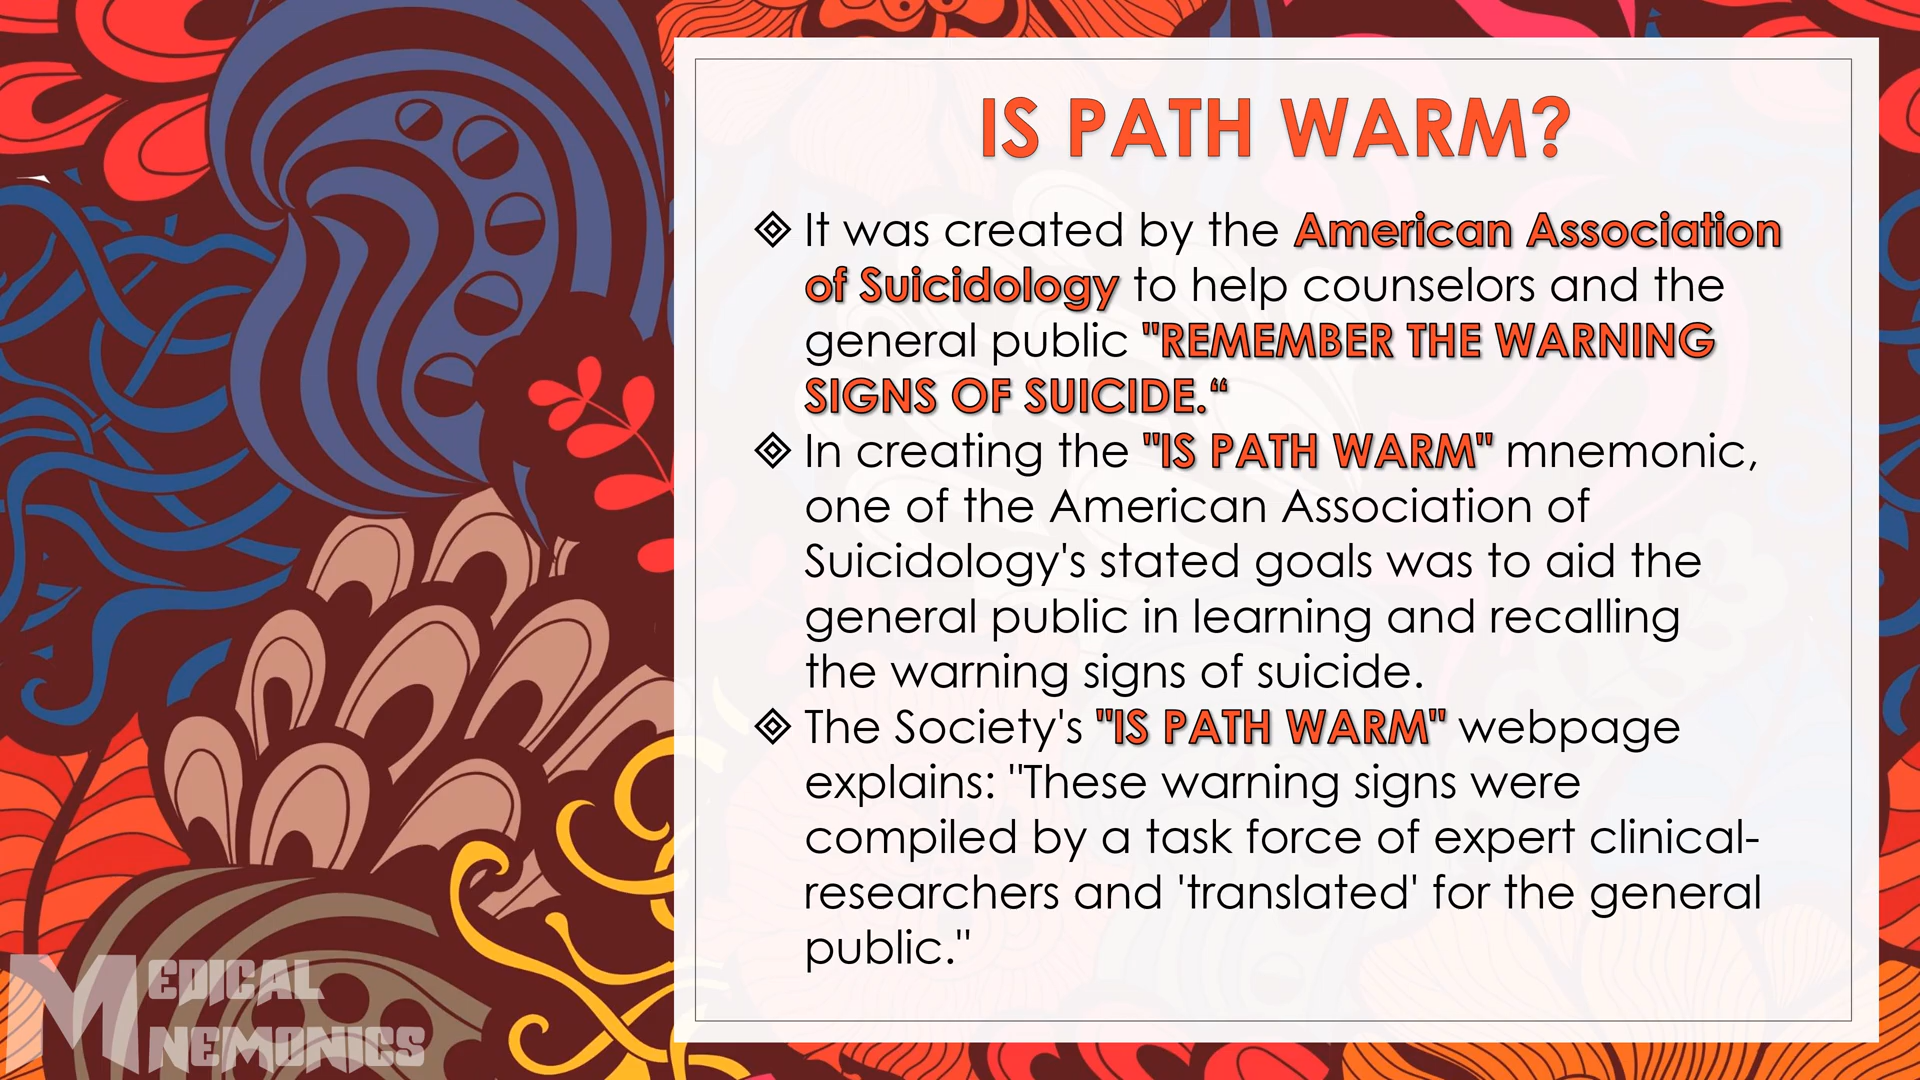 IS PATH WARM?
It was created by the American Association
of Suicidology to help counselors and the
general public "REMEMBER THE WARNING
SIGNS OF SUICIDE.“
In creating the "IS PATH WARM" mnemonic,
one of the American Association of
Suicidology's stated goals was to aid the
general public in learning and recalling
the warning signs of suicide.
The Society's "IS PATH WARM" webpage
explains: "These warning signs were
compiled by a task force of expert clinical-
researchers and 'translated' for the general
public."
MEDICAL
MNEMONICS